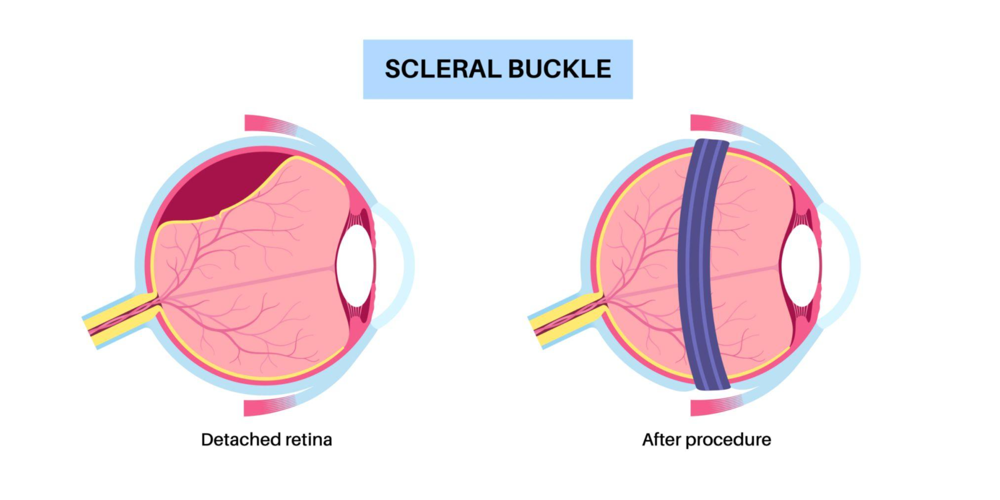 SCLERAL BUCKLE
Detached retina
After procedure